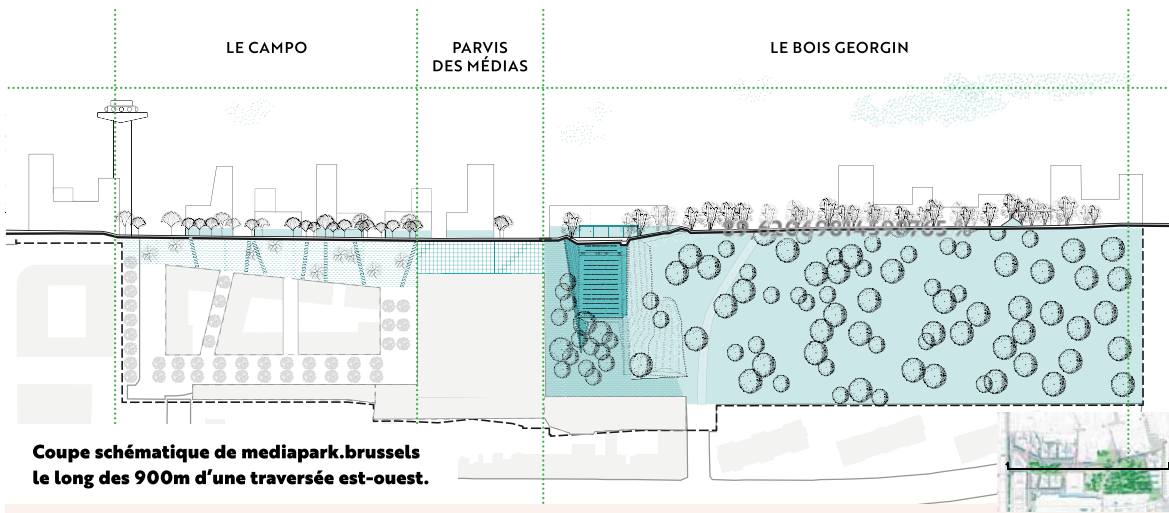 LE CAMPO
PARVIS
DES MÉDIAS
LE BOIS GEORGIN
Coupe schématique de mediapark.brussels
le long des 900m d’une traversée est-ouest.